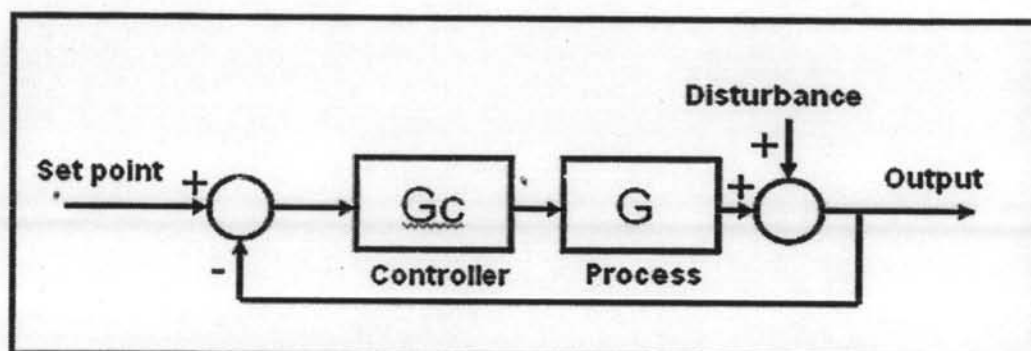 Disturbance
Set point
+
+
+
Output
Gc
G
-
Controller
Process